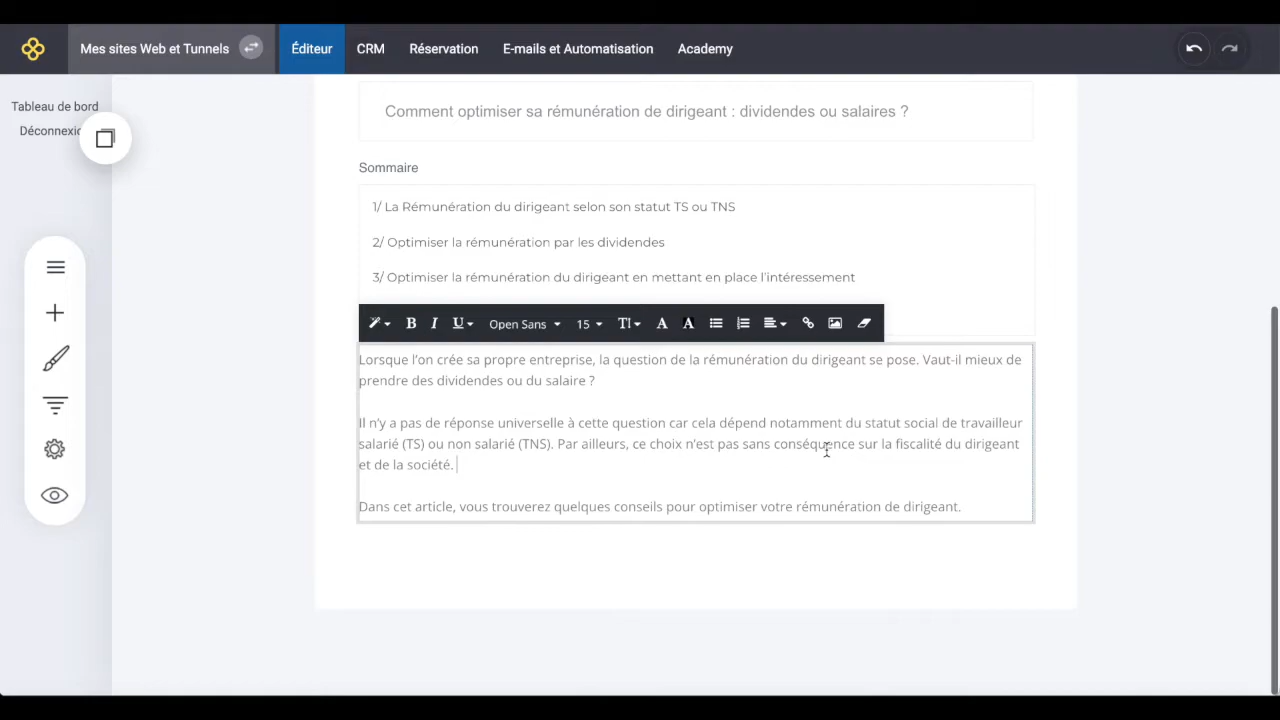 Mes sites Web et Tunnels
Éditeur
CRM
Réservation
E-mails et Automatisation
Academy
Tableau de bord
Déconnexio
Comment optimiser sa rémunération de dirigeant : dividendes ou salaires ?
Sommaire
1/ La Rémunération du dirigeant selon son statut TS ou TNS
2/ Optimiser la rémunération par les dividendes
3/ Optimiser la rémunération du dirigeant en mettant en place l'intéressement
B I U Open Sans 15 T! A A
Lorsque l'on crée sa propre entreprise, la question de la rémunération du dirigeant se pose. Vaut-il mieux de
prendre des dividendes ou du salaire ?
Il n'y a pas de réponse universelle à cette question car cela dépend notamment du statut social de travailleur
salarié (TS) ou non salarié (TNS). Par ailleurs, ce choix n'est pas sans conséquence sur la fiscalité du dirigeant
et de la société.
Dans cet article, vous trouverez quelques conseils pour optimiser votre rémunération de dirigeant.